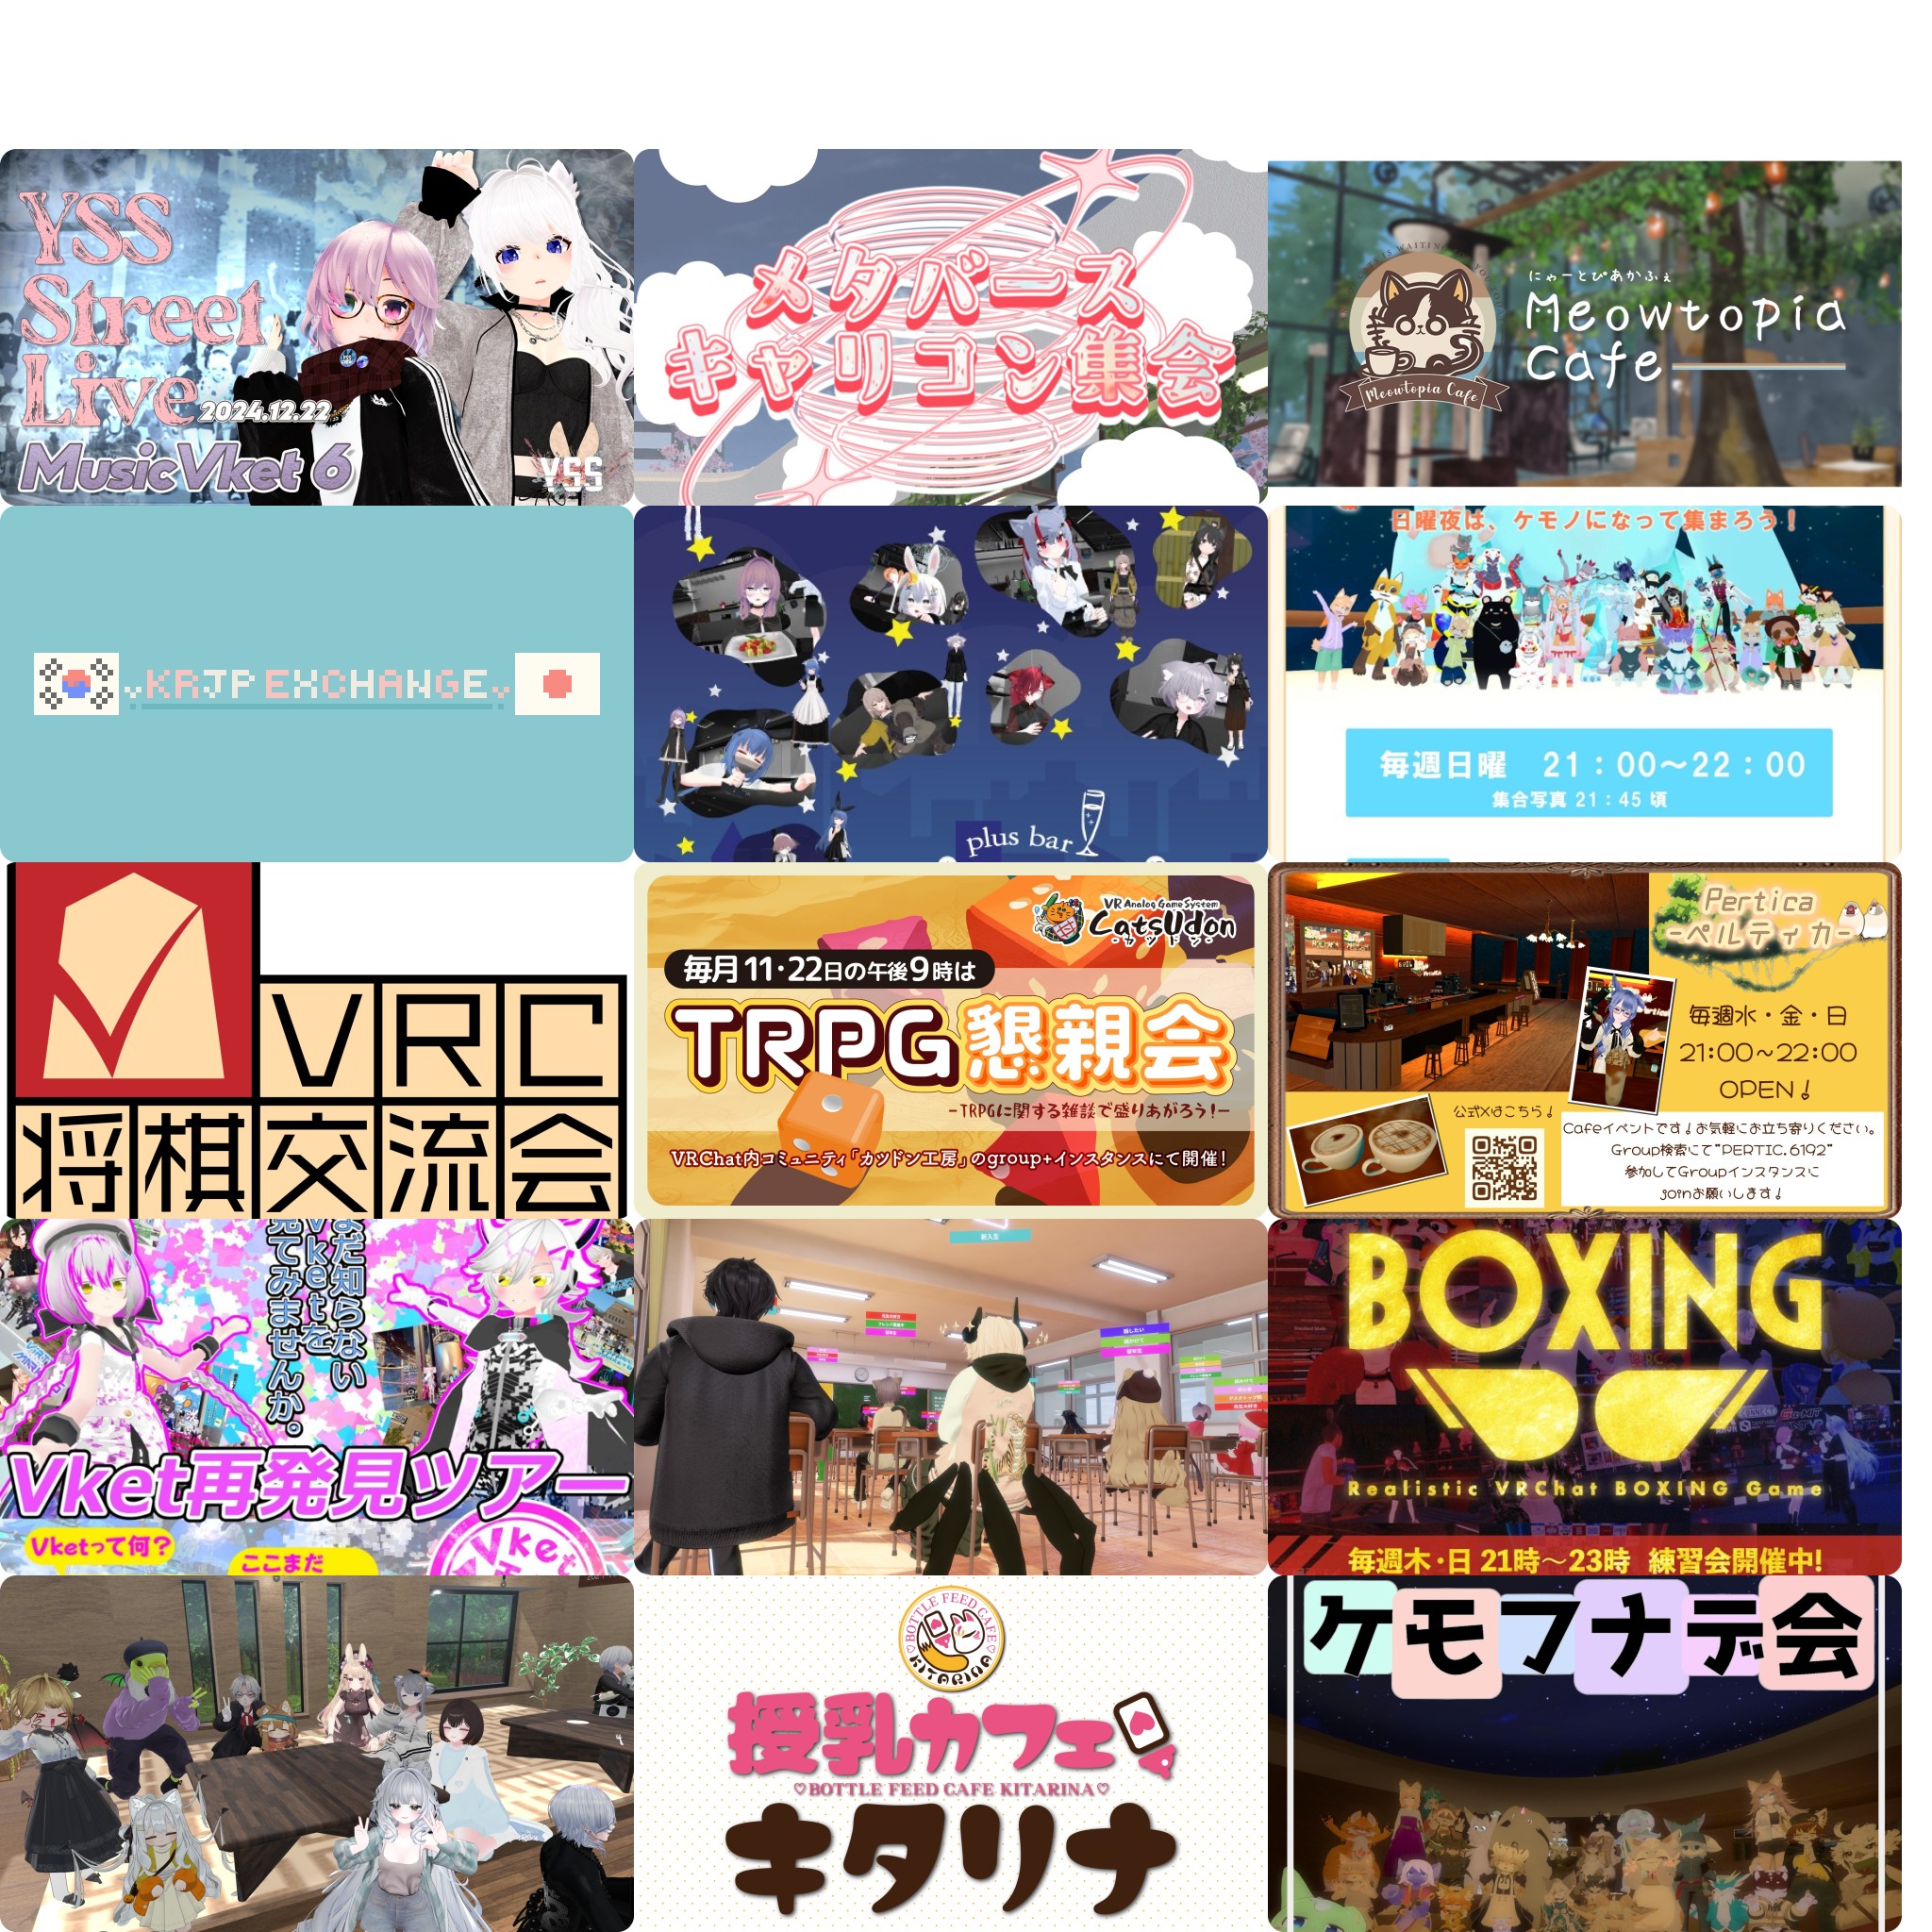 YSS
Street
Live
2024.12.22
Music Vket 6
YSS
メタバース
キャリコン集会
にゃーとぴあかふぇ
Meowtopia
Cafe
Meowtopia Cafe
KRJP EXCHANGE
plus bar
日曜夜は、ケモノになって集まろう！
毎週日曜 21：00～22：00
集合写真 21：45 頃
VRC
将棋交流会
VR Analog Game System
CatsUdon
-カツドン-
毎月11・22日の午後9時は
TRPG懇親会
-TRPGに関する雑談で盛りあがろう！-
VRChat内コミュニティ「カツドン工房」のgroup+インスタンスにて開催！
Pertica
-ペルティカ-
毎週水・金・日
21:00~22:00
OPEN！
公式Xはこちら！
Cafeイベントです！お気軽にお立ち寄りください。
Group検索にて"PERTIC.6192"
参加してGroupインスタンスに
joinお願いします！
まだ知らない
Vketを
見てみませんか。
Vket再発見ツアー
Vketって何？
ここまだ
Vket
新入生
BOXING
Realistic VRChat BOXING Game
毎週木・日 21時～23時 練習会開催中！
BOTTLE FEED CAFE
KITARINA
授乳カフェ
♡BOTTLE FEED CAFE KITARINA♡
キタリナ
ケモフナデ会